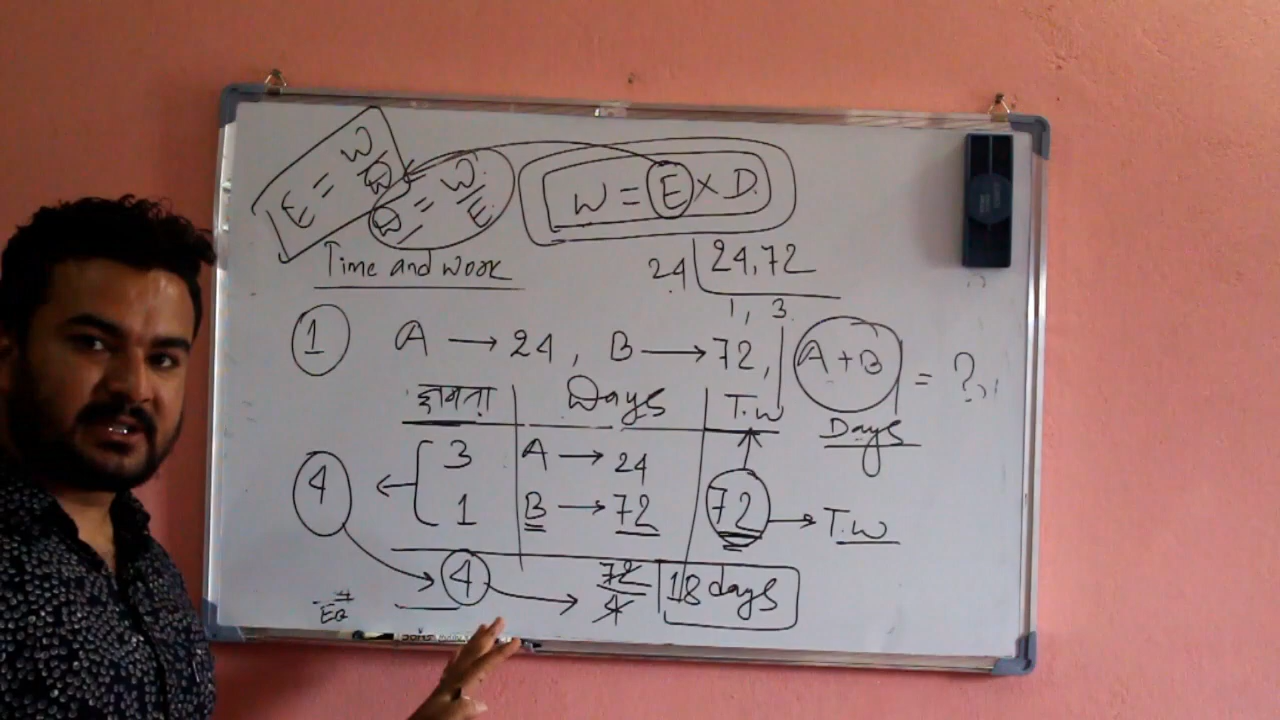 E = W/D
D = W/E
W = E × D.
Time and work
24 | 24, 72
1, 3
1 A → 24, B → 72, A + B = ?
Days
क्षमता Days T.W
3 A → 24
1 B → 72
4 72 → T.W
4 → 72/4 18 days